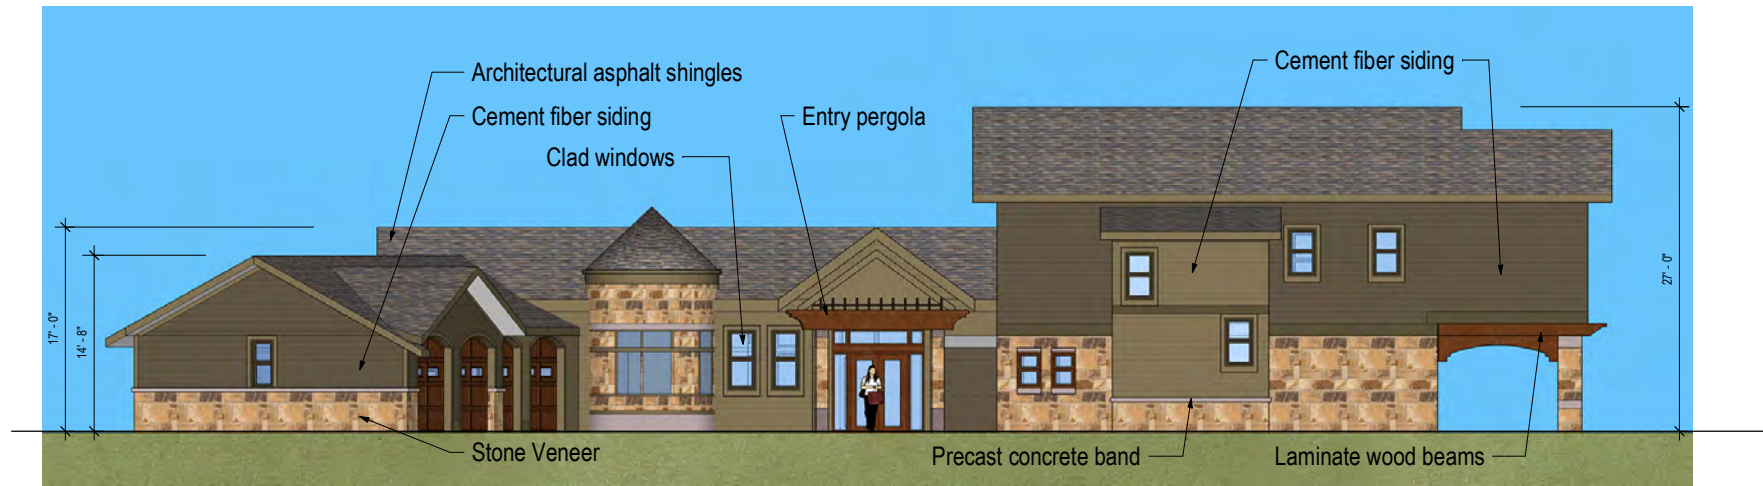 Architectural asphalt shingles
Cement fiber siding
Cement fiber siding
Entry pergola
Clad windows
17' - 0"
14' - 8"
27' - 0"
Stone Veneer
Precast concrete band
Laminate wood beams